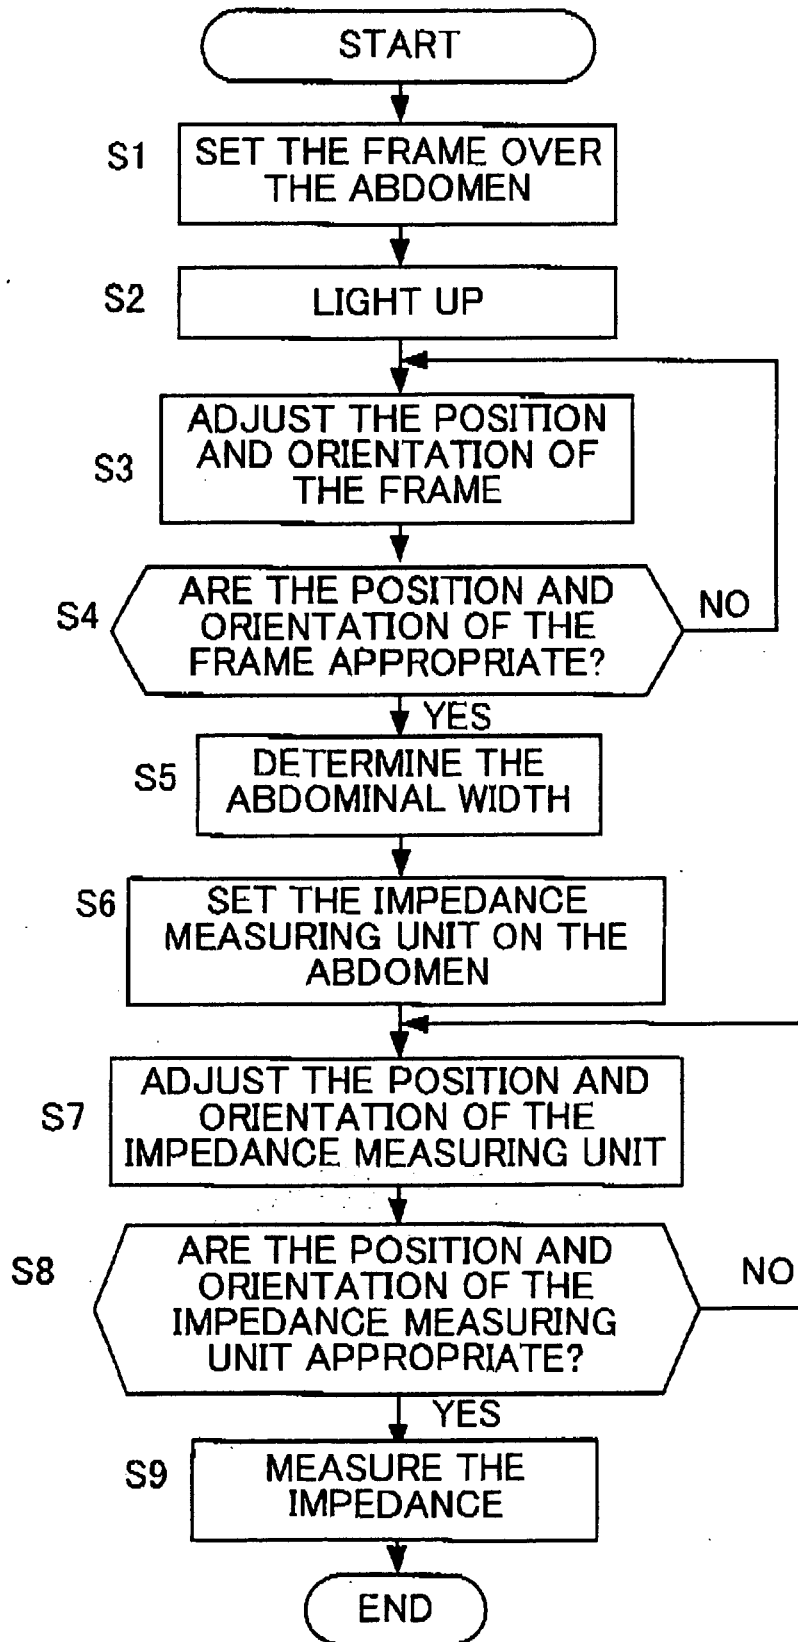 START
S1
SET THE FRAME OVER
THE ABDOMEN
S2
LIGHT UP
S3
ADJUST THE POSITION
AND ORIENTATION OF
THE FRAME
S4
ARE THE POSITION AND
ORIENTATION OF THE
FRAME APPROPRIATE?
NO
YES
S5
DETERMINE THE
ABDOMINAL WIDTH
S6
SET THE IMPEDANCE
MEASURING UNIT ON THE
ABDOMEN
S7
ADJUST THE POSITION AND
ORIENTATION OF THE
IMPEDANCE MEASURING UNIT
S8
ARE THE POSITION AND
ORIENTATION OF THE
IMPEDANCE MEASURING
UNIT APPROPRIATE?
NO
YES
S9
MEASURE THE
IMPEDANCE
END